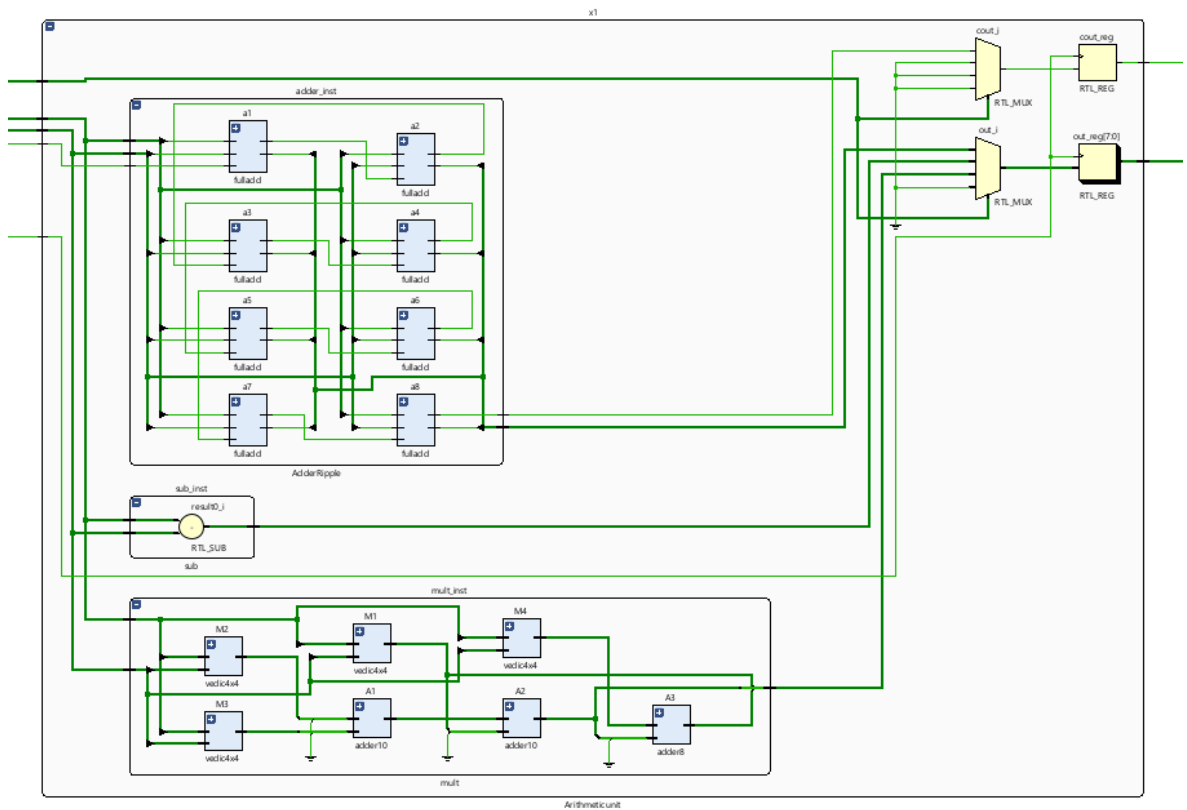 x1
cout_i
cout_reg
RTL_MUX
RTL_REG
adder_inst
a1
a2
fulladd
fulladd
out_i
out_reg[7:0]
RTL_MUX
RTL_REG
a3
a4
fulladd
fulladd
a5
a6
fulladd
fulladd
a7
a8
fulladd
fulladd
AdderRipple
sub_inst
result0_i
-
RTL_SUB
sub
mult_inst
M2
M1
M4
vedic4x4
vedic4x4
vedic4x4
M3
A1
A2
A3
vedic4x4
adder10
adder10
adder8
mult
Arithmeticunit